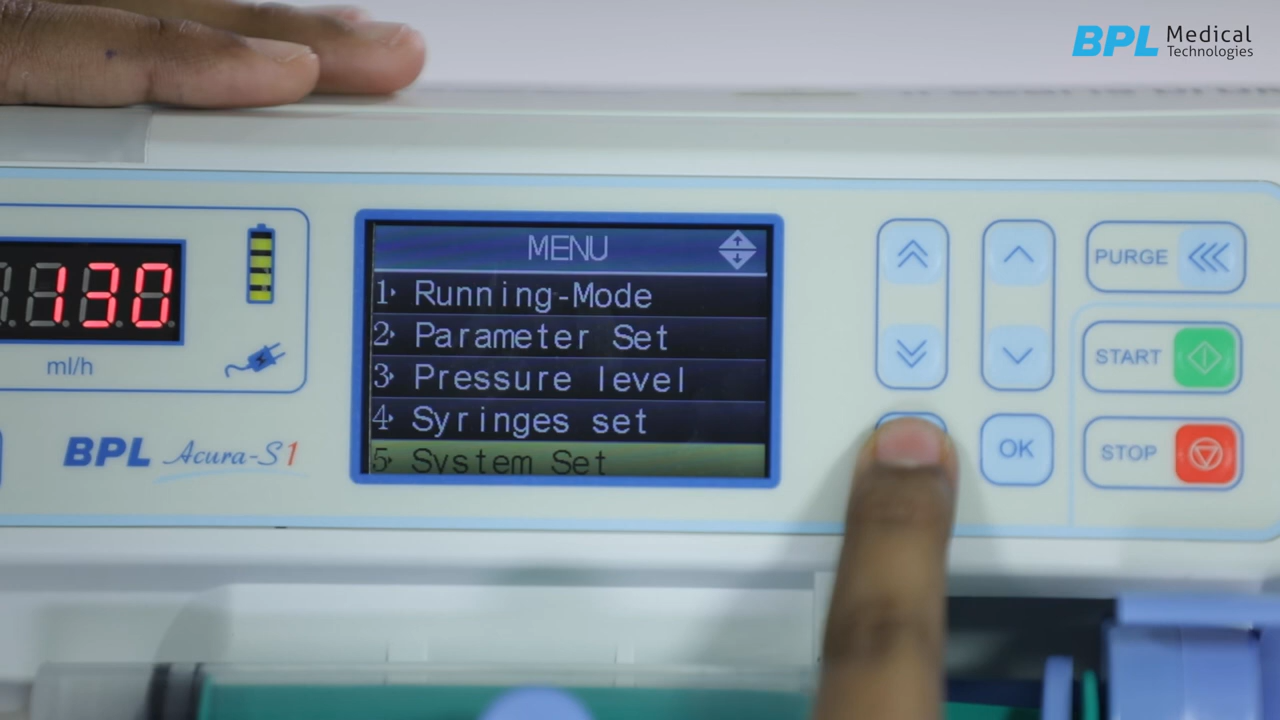 BPL Medical
Technologies
130
ml/h
BPL Acura-S1
MENU
1 Running-Mode
2 Parameter Set
3 Pressure level
4 Syringes set
5 System Set
OK
PURGE
START
STOP